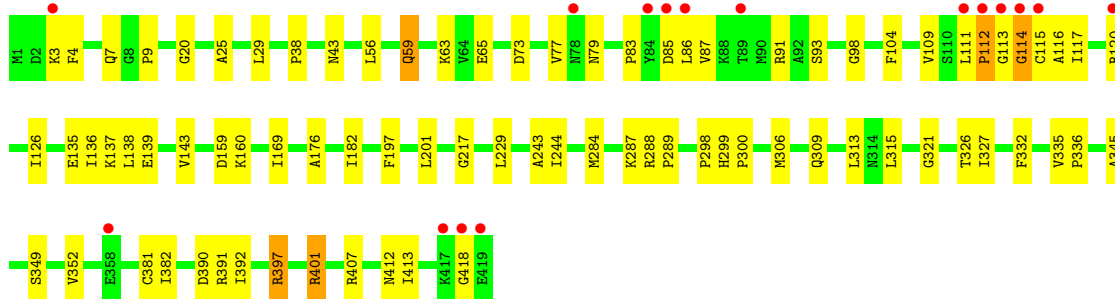 M1 D2 K3 F4 Q7 G8 P9 G20 A25 L29 P38 N43 L56 Q59 K63 V64 E65 D73 V77 N78 N79 P83 Y84 D85 L86 V87 K88 T89 M90 R91 A92 S93 G98 F104 V109 S110 L111 P112 G113 G114 C115 A116 I117
I126 E135 I136 K137 L138 E139 V143 D159 K160 I169 A176 I182 F197 L201 G217 L229 A243 I244 M284 K287 R288 P289 P298 H299 P300 M306 Q309 L313 N314 L315 G321 T326 I327 F332 V335 P336
S349 V352 E358 C381 I382 D390 R391 I392 R397 R401 R407 N412 I413 K417 G418 E419